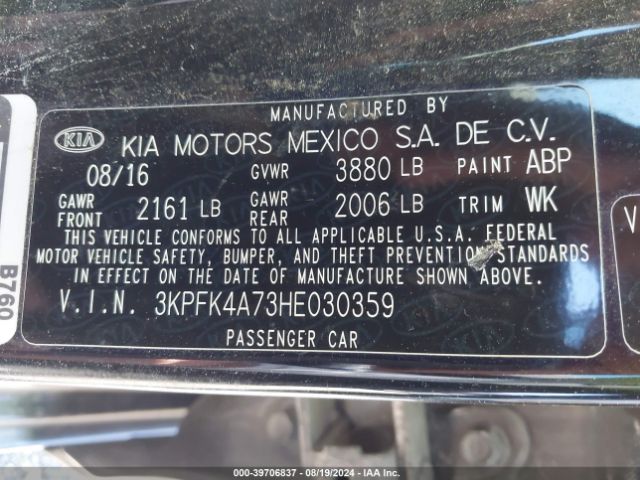 MANUFACTURED BY
KIA KIA MOTORS MEXICO S.A. DE C.V.
08/16 GVWR 3880 LB PAINT ABP
GAWR FRONT 2161 LB GAWR REAR 2006 LB TRIM WK
THIS VEHICLE CONFORMS TO ALL APPLICABLE U.S.A. FEDERAL
MOTOR VEHICLE SAFETY, BUMPER, AND THEFT PREVENTION STANDARDS
IN EFFECT ON THE DATE OF MANUFACTURE SHOWN ABOVE.
V.I.N. 3KPFK4A73HE030359
PASSENGER CAR
B760
V
000-39706837 - 08/19/2024 - IAAI.COM